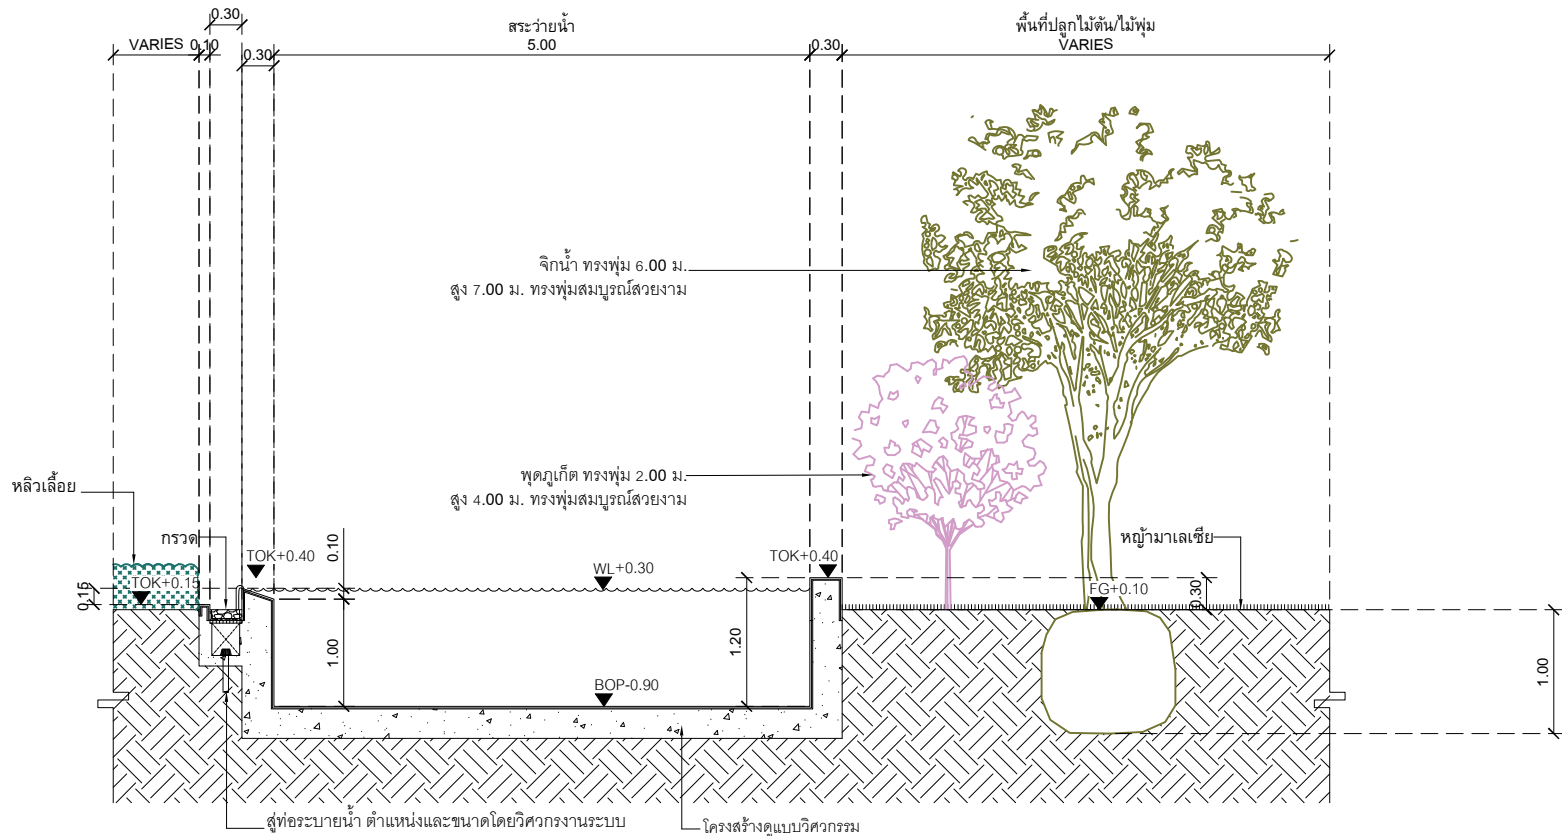 0.30
สระว่ายน้ำ
พื้นที่ปลูกไม้ต้น/ไม้พุ่ม
VARIES 0.10
0.30
5.00
0.30
VARIES
จิกน้ำ ทรงพุ่ม 6.00 ม.
สูง 7.00 ม. ทรงพุ่มสมบูรณ์สวยงาม
พุดภูเก็ต ทรงพุ่ม 2.00 ม.
สูง 4.00 ม. ทรงพุ่มสมบูรณ์สวยงาม
หลิวเลื้อย
กรวด
หญ้ามาเลเซีย
TOK+0.40
0.10
WL+0.30
TOK+0.40
TOK+0.15
0.15
FG+0.10
0.30
1.00
1.20
BOP-0.90
1.00
สู่ท่อระบายน้ำ ตำแหน่งและขนาดโดยวิศวกรงานระบบ
โครงสร้างดูแบบวิศวกรรม